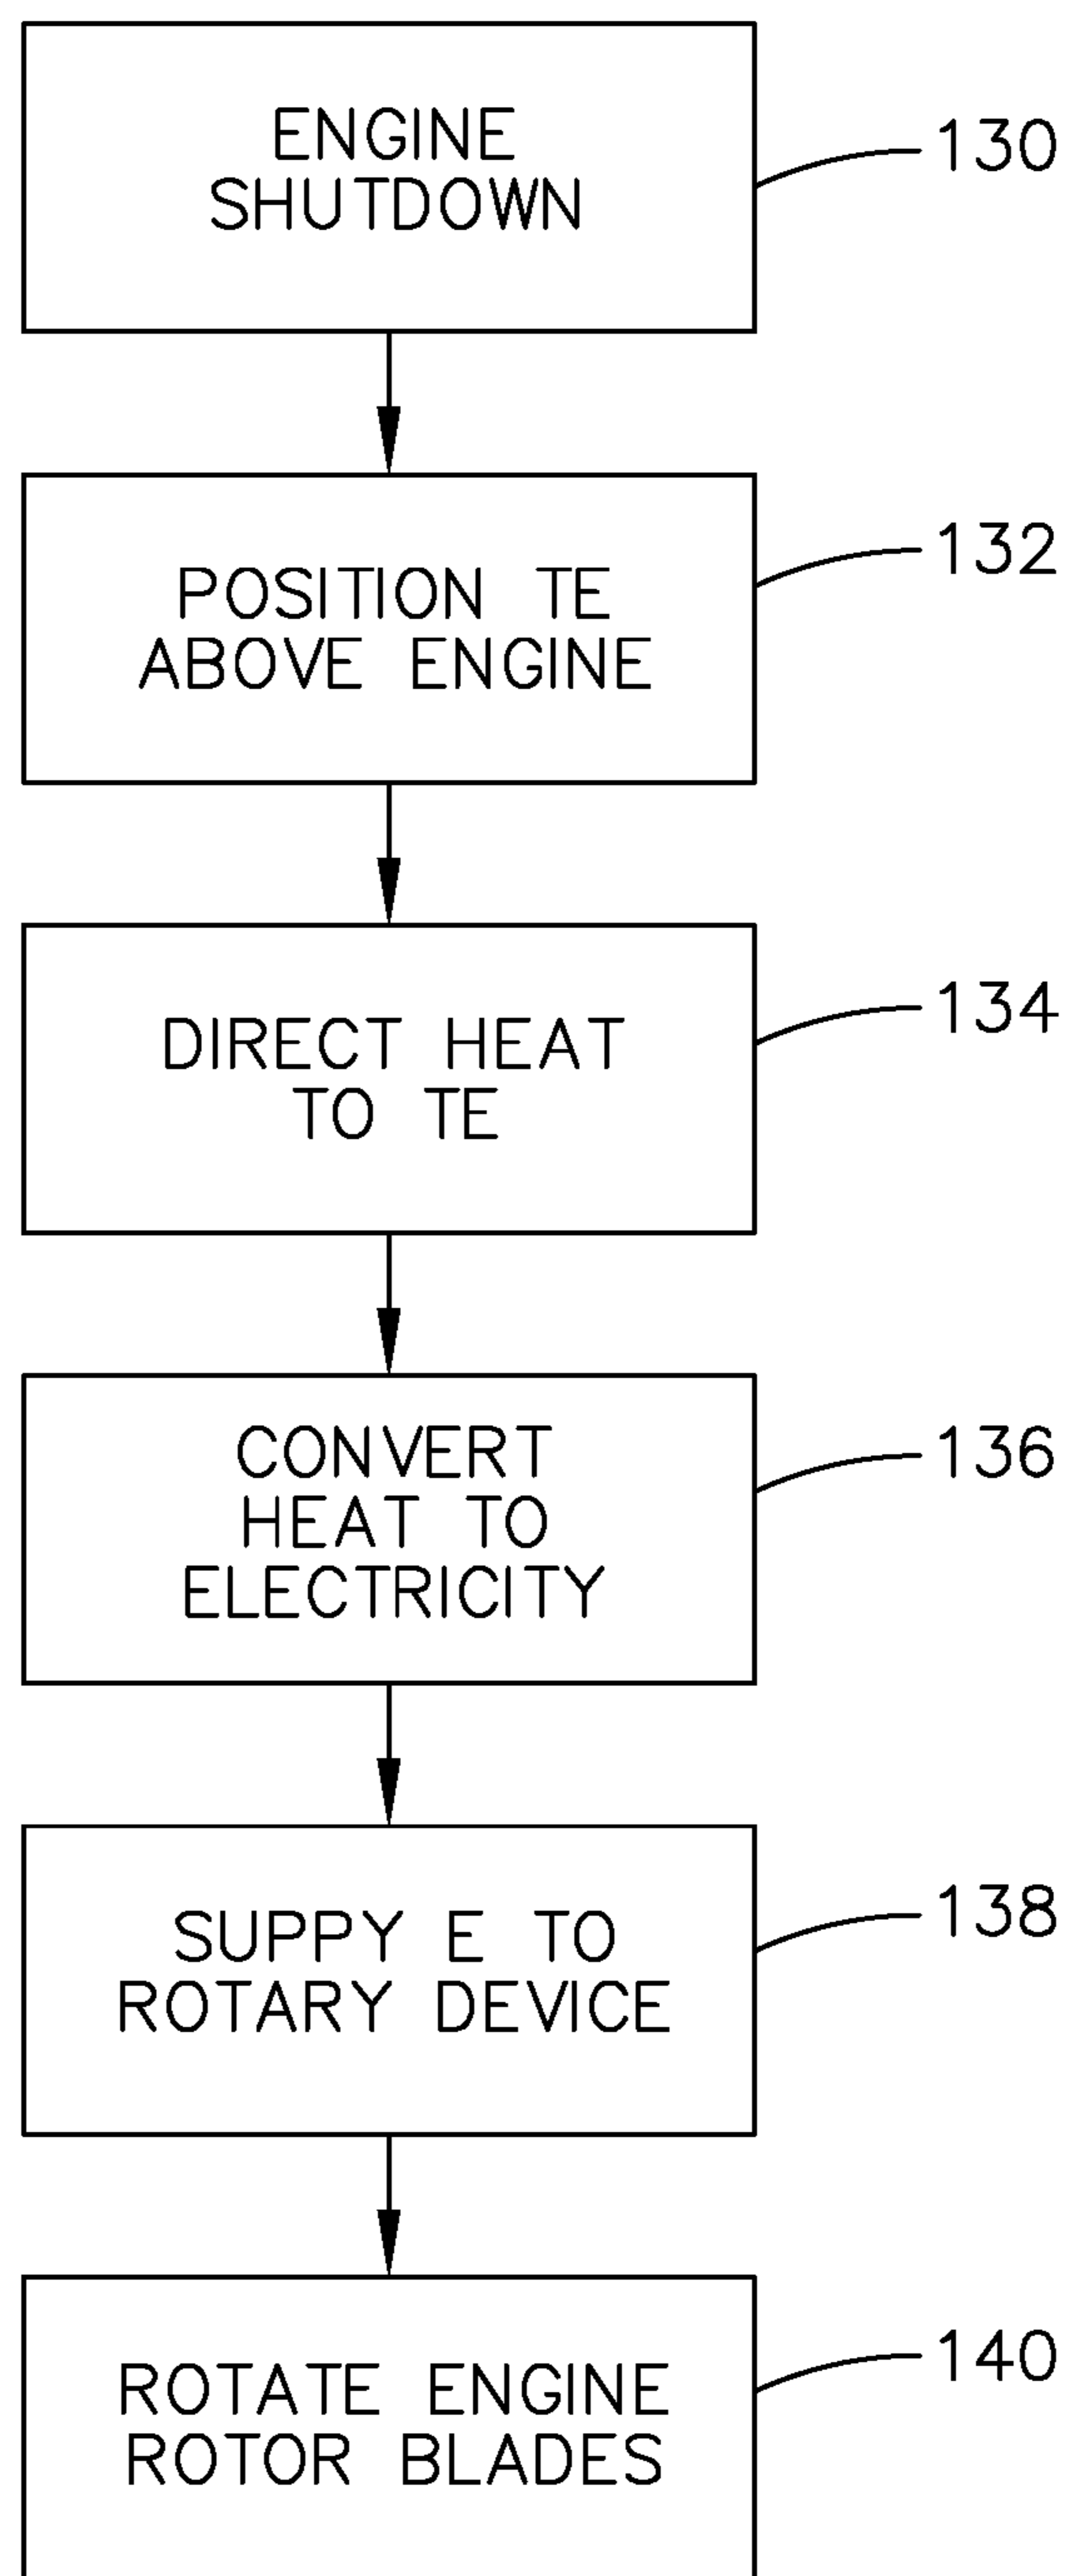 ENGINE
SHUTDOWN
130
POSITION TE
ABOVE ENGINE
132
DIRECT HEAT
TO TE
134
CONVERT
HEAT TO
ELECTRICITY
136
SUPPY E TO
ROTARY DEVICE
138
ROTATE ENGINE
ROTOR BLADES
140